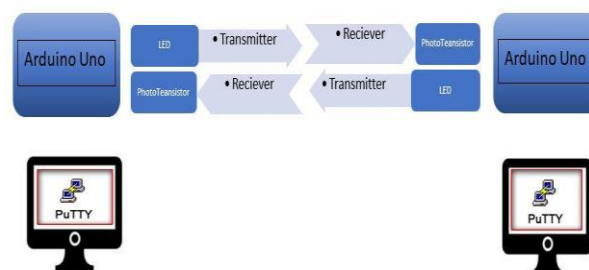 Arduino Uno
LED
• Transmitter
• Reciever
PhotoTeansistor
Arduino Uno
PhotoTeansistor
• Reciever
• Transmitter
LED
PuTTY
PuTTY